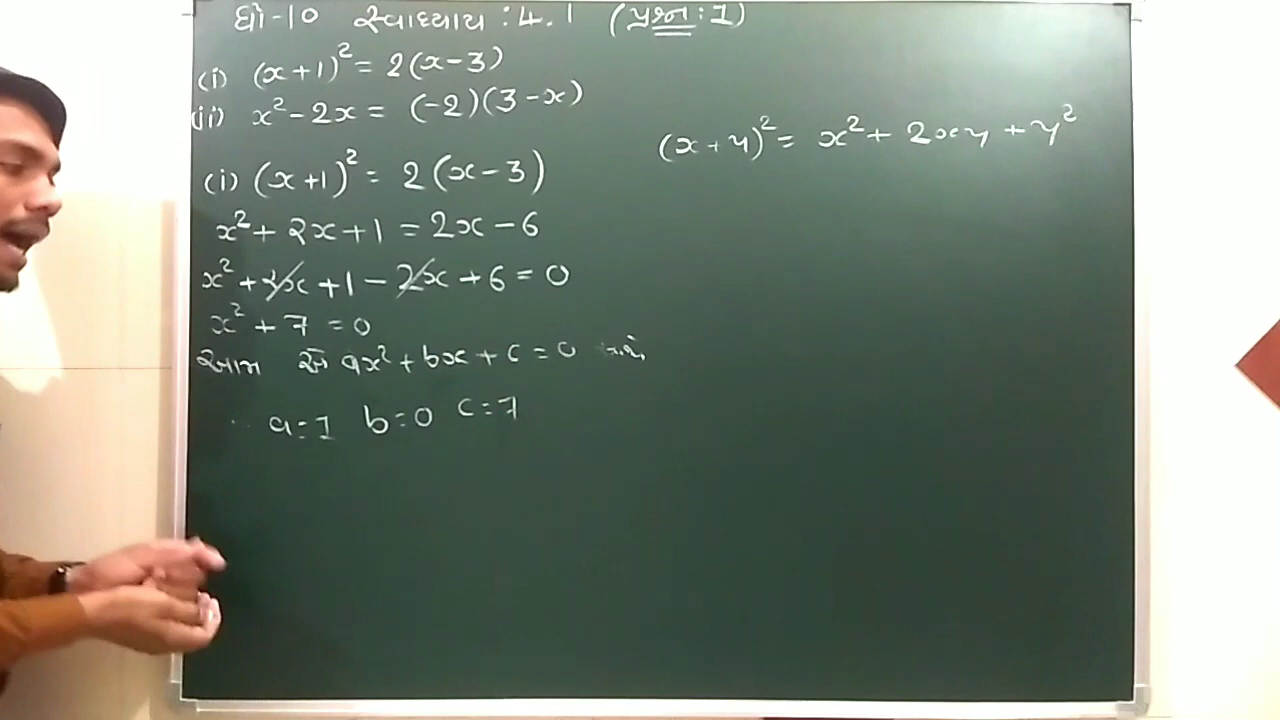 ધો-10 સ્વાધ્યાય : 4.1 (પ્રશ્ન : 1)
(i) (x+1)² = 2(x-3)
(ii) x² - 2x = (-2)(3-x)
(x+y)² = x² + 2xy + y²
(i) (x+1)² = 2(x-3)
x² + 2x + 1 = 2x - 6
x² + 2x + 1 - 2x + 6 = 0
x² + 7 = 0
આમ એ ax² + bx + c = 0
a = 1 b = 0 c = 7